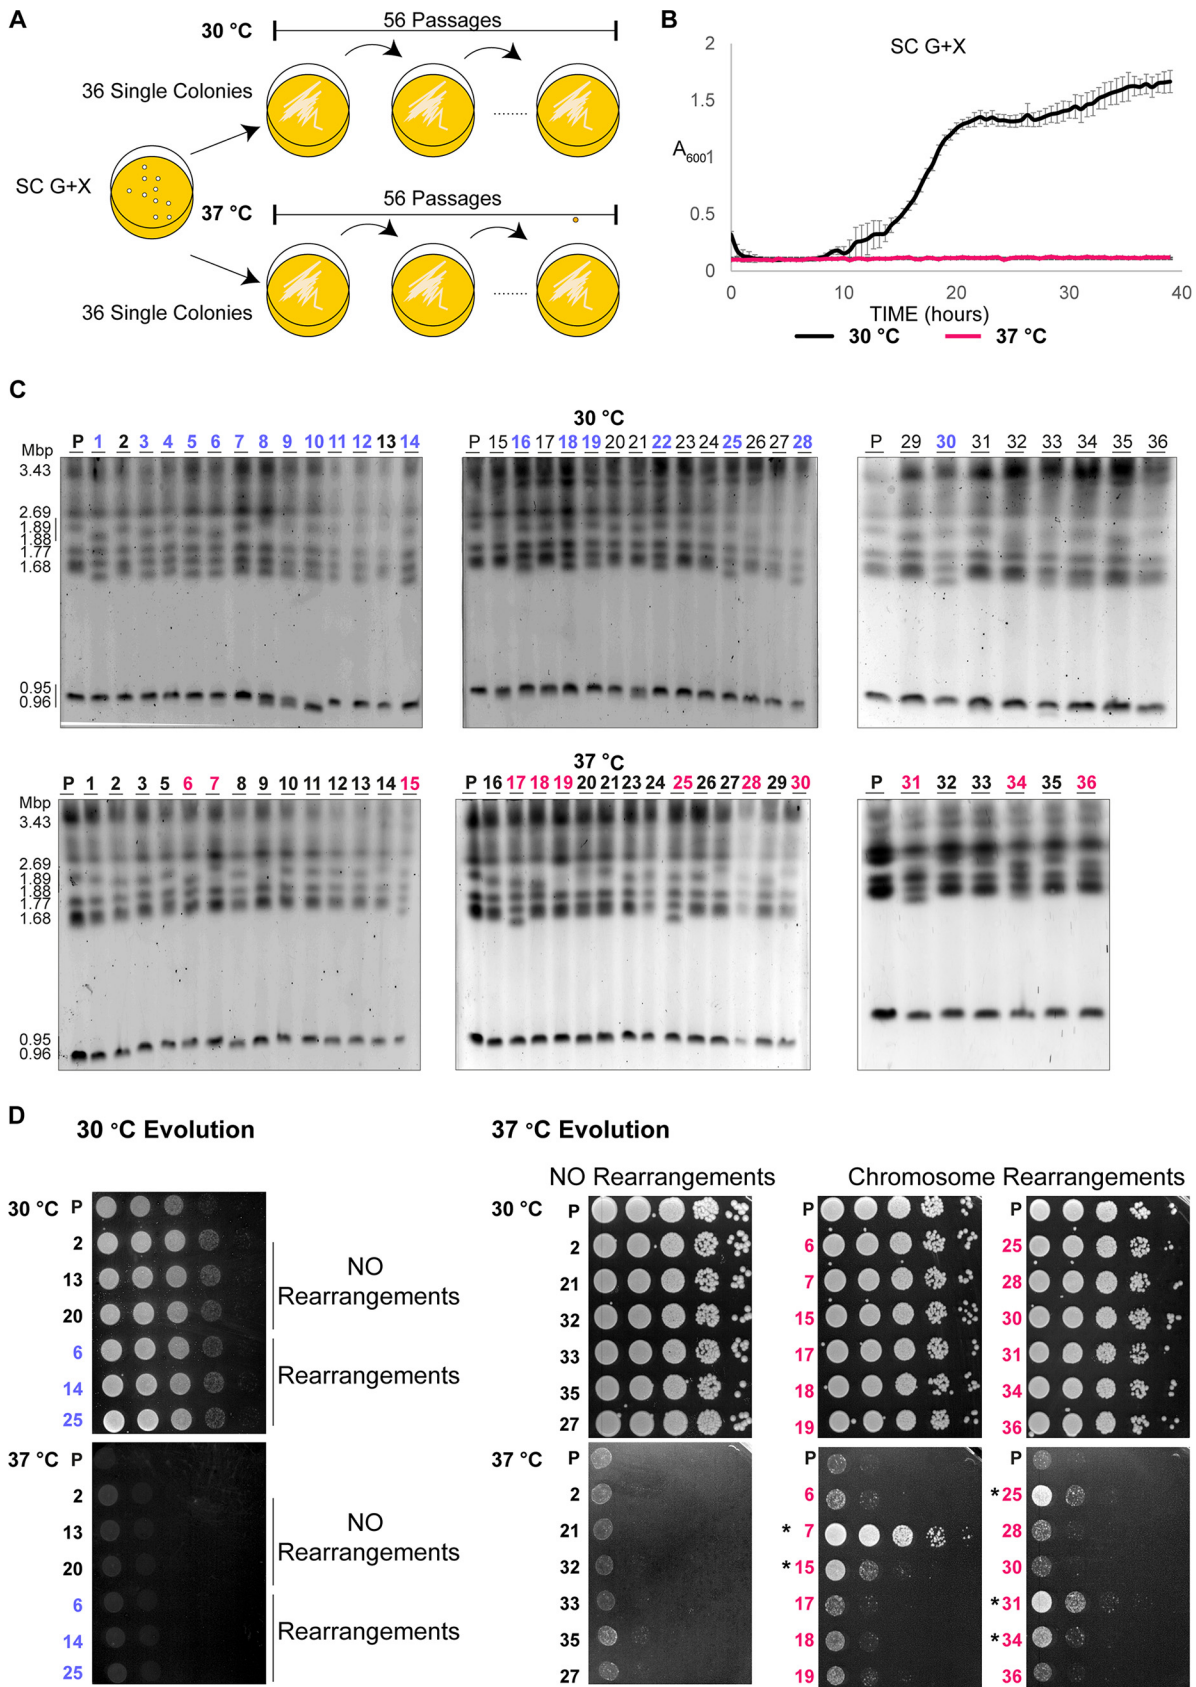 A
30 °C
56 Passages
36 Single Colonies
SC G+X
37 °C
56 Passages
36 Single Colonies
B
SC G+X
2
1.5
A6001
0.5
0
0 10 20 30 40
TIME (hours)
30 °C 37 °C
C
30 °C
Mbp
P 1 2 3 4 5 6 7 8 9 10 11 12 13 14
P 15 16 17 18 19 20 21 22 23 24 25 26 27 28
P 29 30 31 32 33 34 35 36
3.43
2.69
1.89
1.88
1.77
1.68
0.95
0.96
37 °C
Mbp
P 1 2 3 5 6 7 8 9 10 11 12 13 14 15
P 16 17 18 19 20 21 23 24 25 26 27 28 29 30
P 31 32 33 34 35 36
3.43
2.69
1.89
1.88
1.77
1.68
0.95
0.96
D
30 °C Evolution
37 °C Evolution
NO Rearrangements
Chromosome Rearrangements
30 °C P
2
13
20
6
14
25
NO
Rearrangements
Rearrangements
37 °C P
2
13
20
6
14
25
NO
Rearrangements
Rearrangements
30 °C P
2
21
32
33
35
27
P
6
7
15
17
18
19
P
25
28
30
31
34
36
37 °C P
2
21
32
33
35
27
P
6
* 7
* 15
17
18
19
P
* 25
28
30
* 31
* 34
36